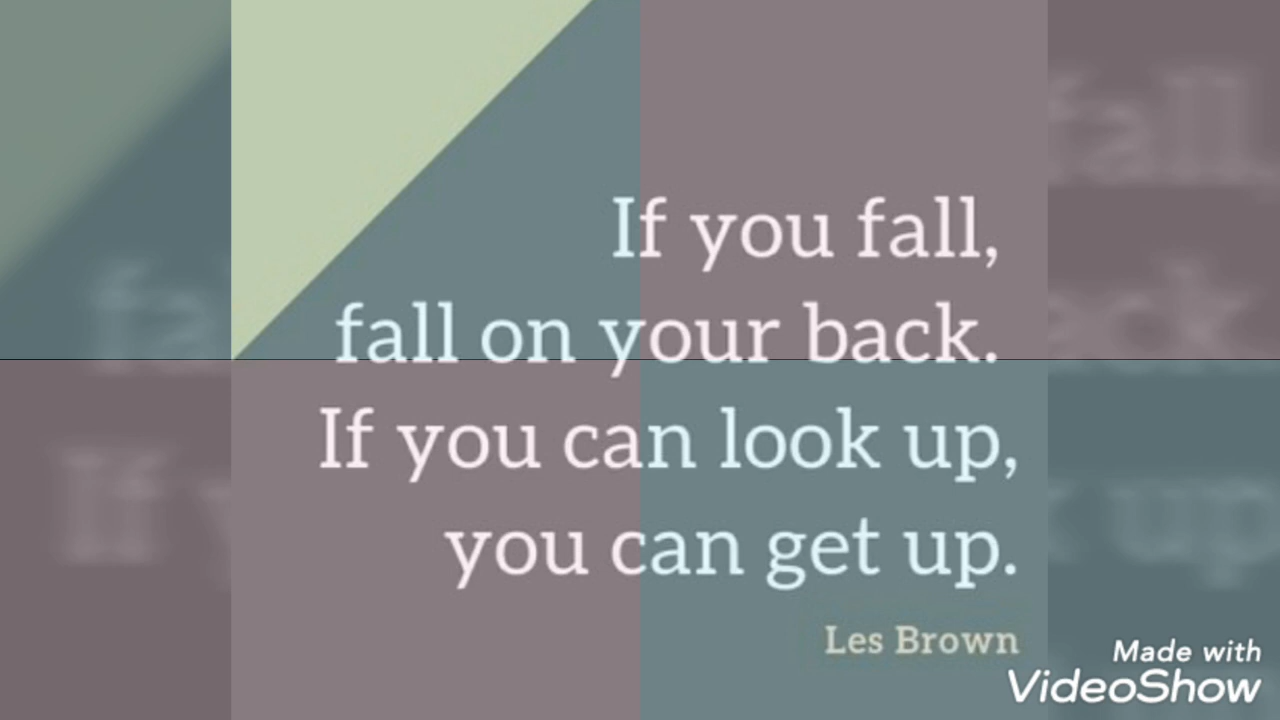 If you fall,
fall on your back.
If you can look up,
you can get up.
Les Brown
Made with
VideoShow